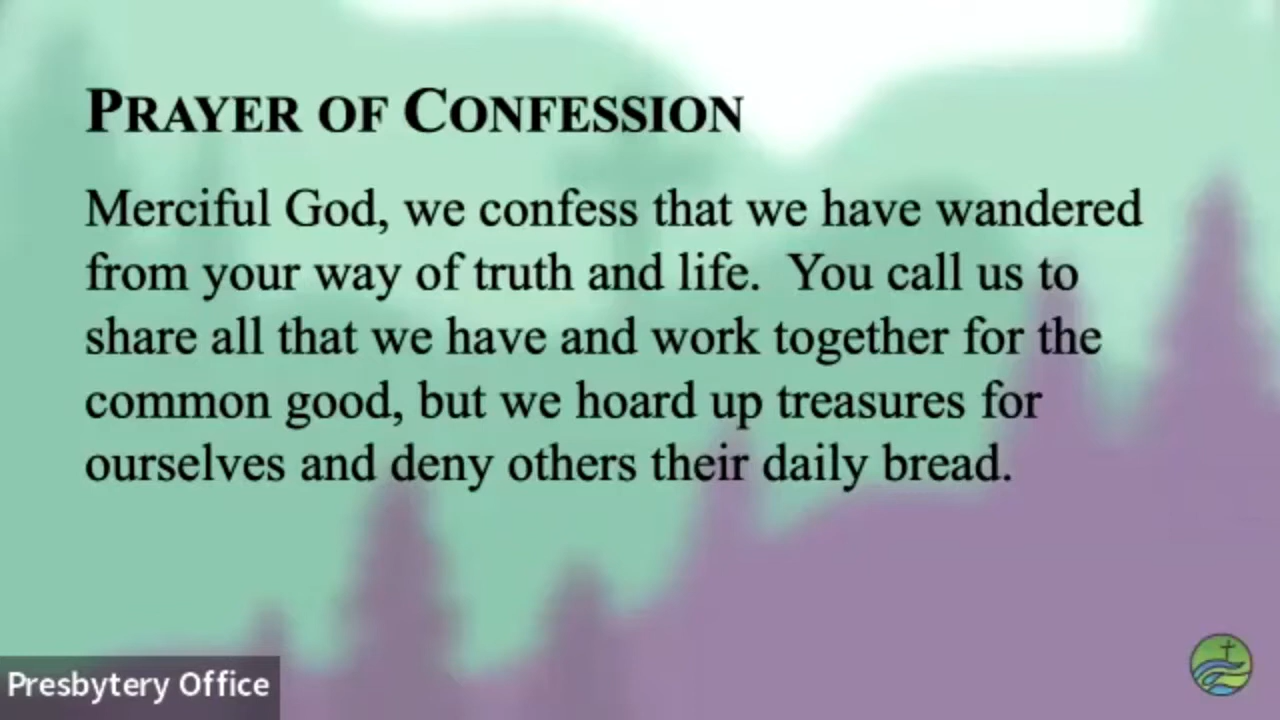 PRAYER OF CONFESSION
Merciful God, we confess that we have wandered
from your way of truth and life.  You call us to
share all that we have and work together for the
common good, but we hoard up treasures for
ourselves and deny others their daily bread.
Presbytery Office